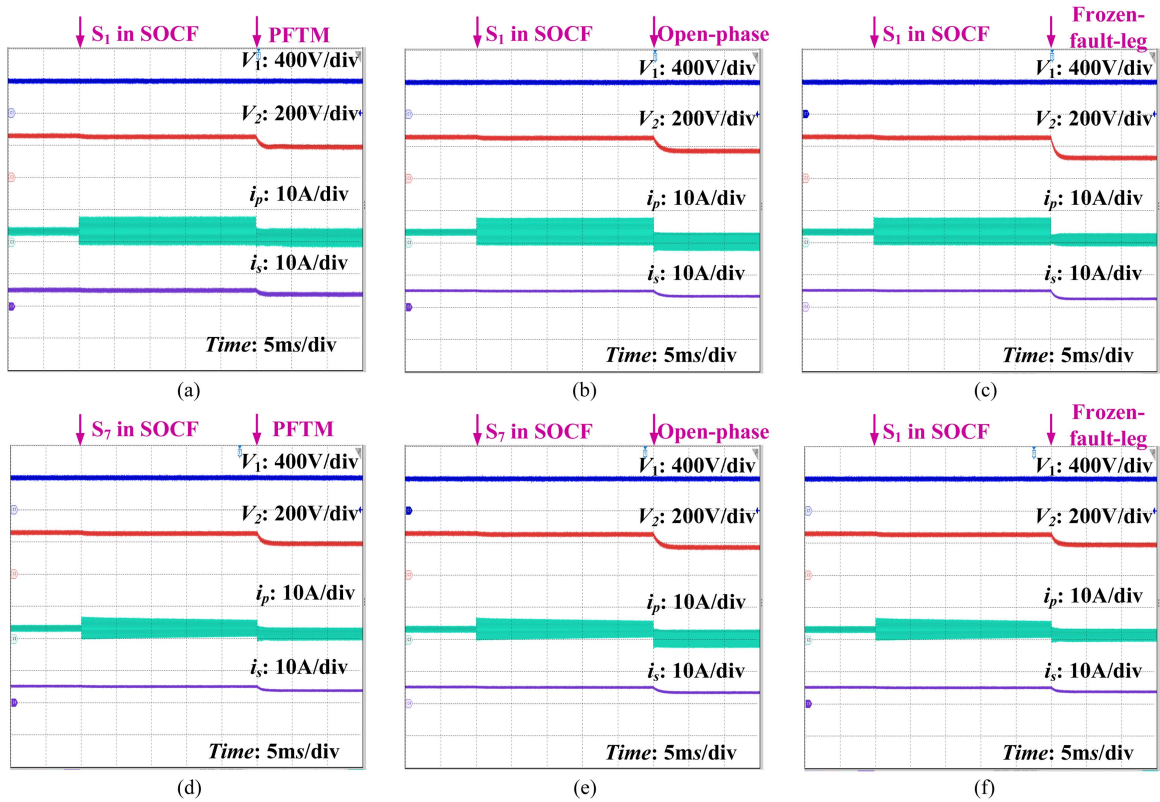 S₁ in SOCF PFTM
V₁: 400V/div
V₂: 200V/div
iₚ: 10A/div
iₛ: 10A/div
Time: 5ms/div
(a)
S₁ in SOCF Open-phase
V₁: 400V/div
V₂: 200V/div
iₚ: 10A/div
iₛ: 10A/div
Time: 5ms/div
(b)
S₁ in SOCF Frozen-
fault-leg
V₁: 400V/div
V₂: 200V/div
iₚ: 10A/div
iₛ: 10A/div
Time: 5ms/div
(c)
S₇ in SOCF PFTM
V₁: 400V/div
V₂: 200V/div
iₚ: 10A/div
iₛ: 10A/div
Time: 5ms/div
(d)
S₇ in SOCF Open-phase
V₁: 400V/div
V₂: 200V/div
iₚ: 10A/div
iₛ: 10A/div
Time: 5ms/div
(e)
S₁ in SOCF Frozen-
fault-leg
V₁: 400V/div
V₂: 200V/div
iₚ: 10A/div
iₛ: 10A/div
Time: 5ms/div
(f)